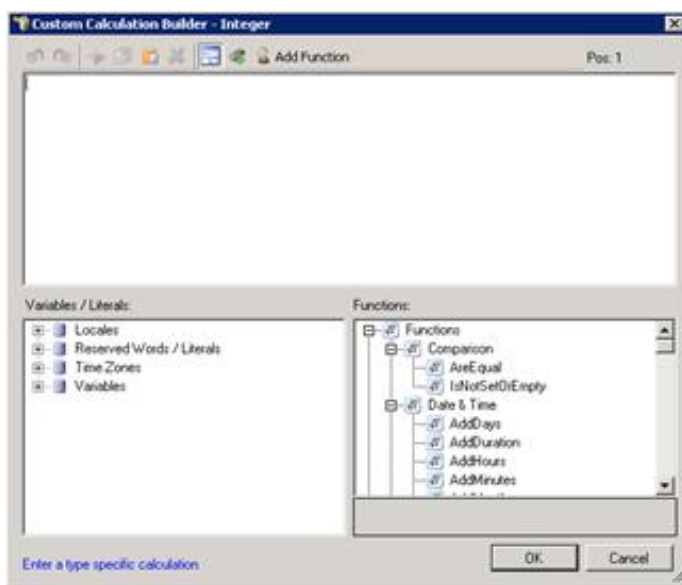 Custom Calculation Builder - Integer
Add Function
Pos: 1
Variables / Literals:
Locales
Reserved Words / Literals
Time Zones
Variables
Functions:
Functions
Comparison
AreEqual
IsNotSetOrEmpty
Date & Time
AddDays
AddDuration
AddHours
AddMinutes
Enter a type specific calculation
OK
Cancel